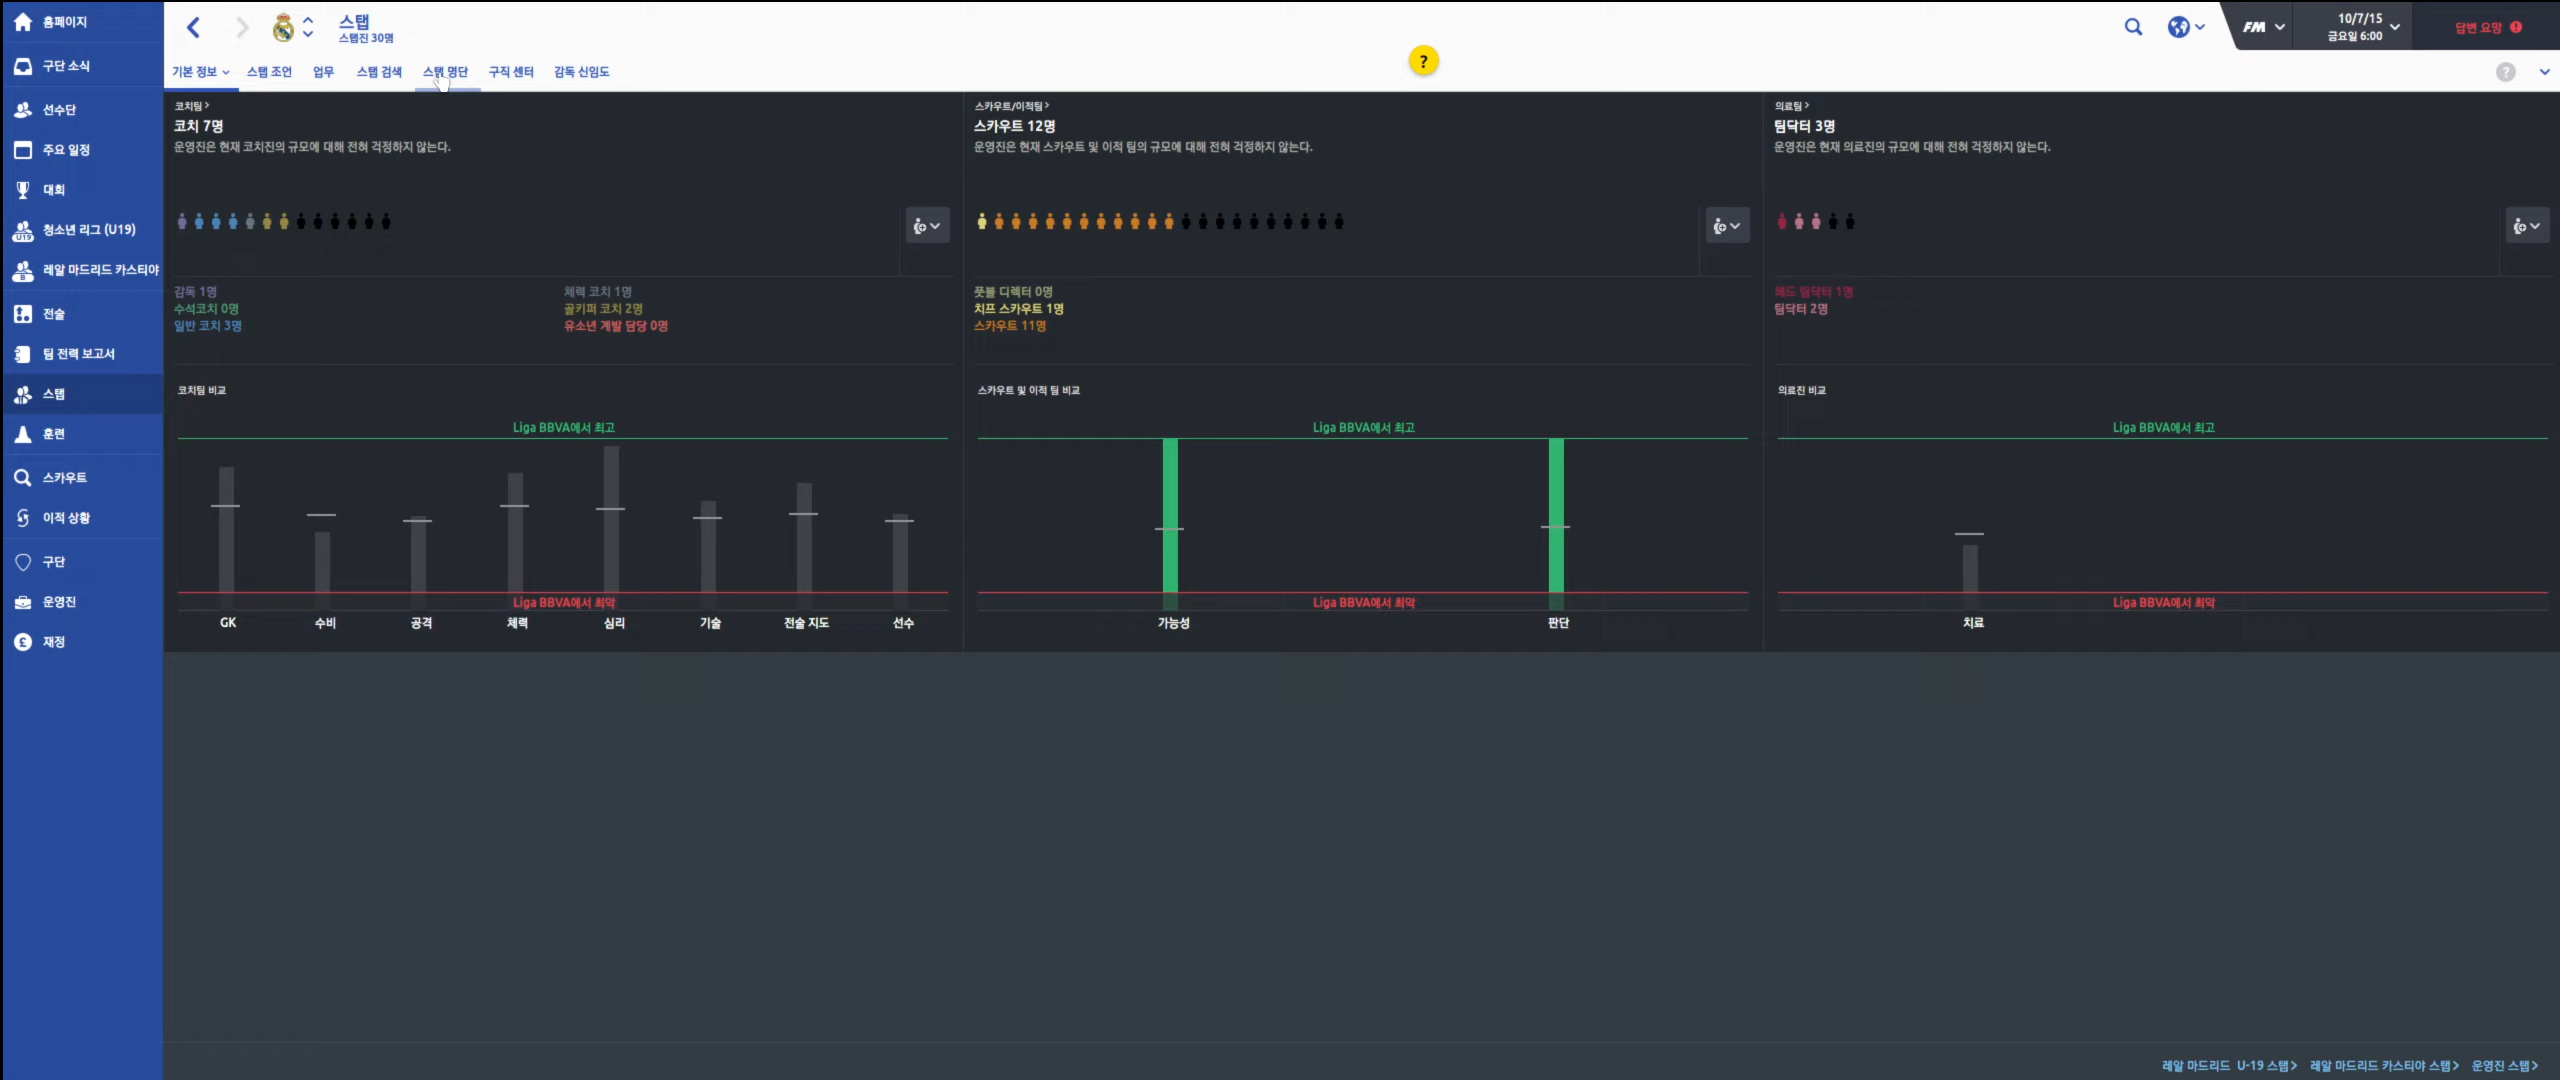 홈페이지
구단 소식
선수단
주요 일정
대회
청소년 리그 (U19)
레알 마드리드 카스티야
전술
팀 전력 보고서
스탭
훈련
스카우트
이적 상황
구단
운영진
재정
스탭
스탭진 30명
FM
10/7/15
금요일 6:00
답변 요망
기본 정보
스탭 조언
업무
스탭 검색
스탭 명단
구직 센터
감독 신임도
?
?
코치팀>
코치 7명
운영진은 현재 코치진의 규모에 대해 전혀 걱정하지 않는다.
감독 1명
수석코치 0명
일반 코치 3명
체력 코치 1명
골키퍼 코치 2명
유소년 계발 담당 0명
코치팀 비교
Liga BBVA에서 최고
Liga BBVA에서 최악
GK
수비
공격
체력
심리
기술
전술 지도
선수
스카우트/이적팀>
스카우트 12명
운영진은 현재 스카우트 및 이적 팀의 규모에 대해 전혀 걱정하지 않는다.
풋볼 디렉터 0명
치프 스카우트 1명
스카우트 11명
스카우트 및 이적 팀 비교
Liga BBVA에서 최고
Liga BBVA에서 최악
가능성
판단
의료팀>
팀닥터 3명
운영진은 현재 의료진의 규모에 대해 전혀 걱정하지 않는다.
헤드 팀닥터 1명
팀닥터 2명
의료진 비교
Liga BBVA에서 최고
Liga BBVA에서 최악
치료
레알 마드리드 U-19 스탭>
레알 마드리드 카스티야 스탭>
운영진 스탭>